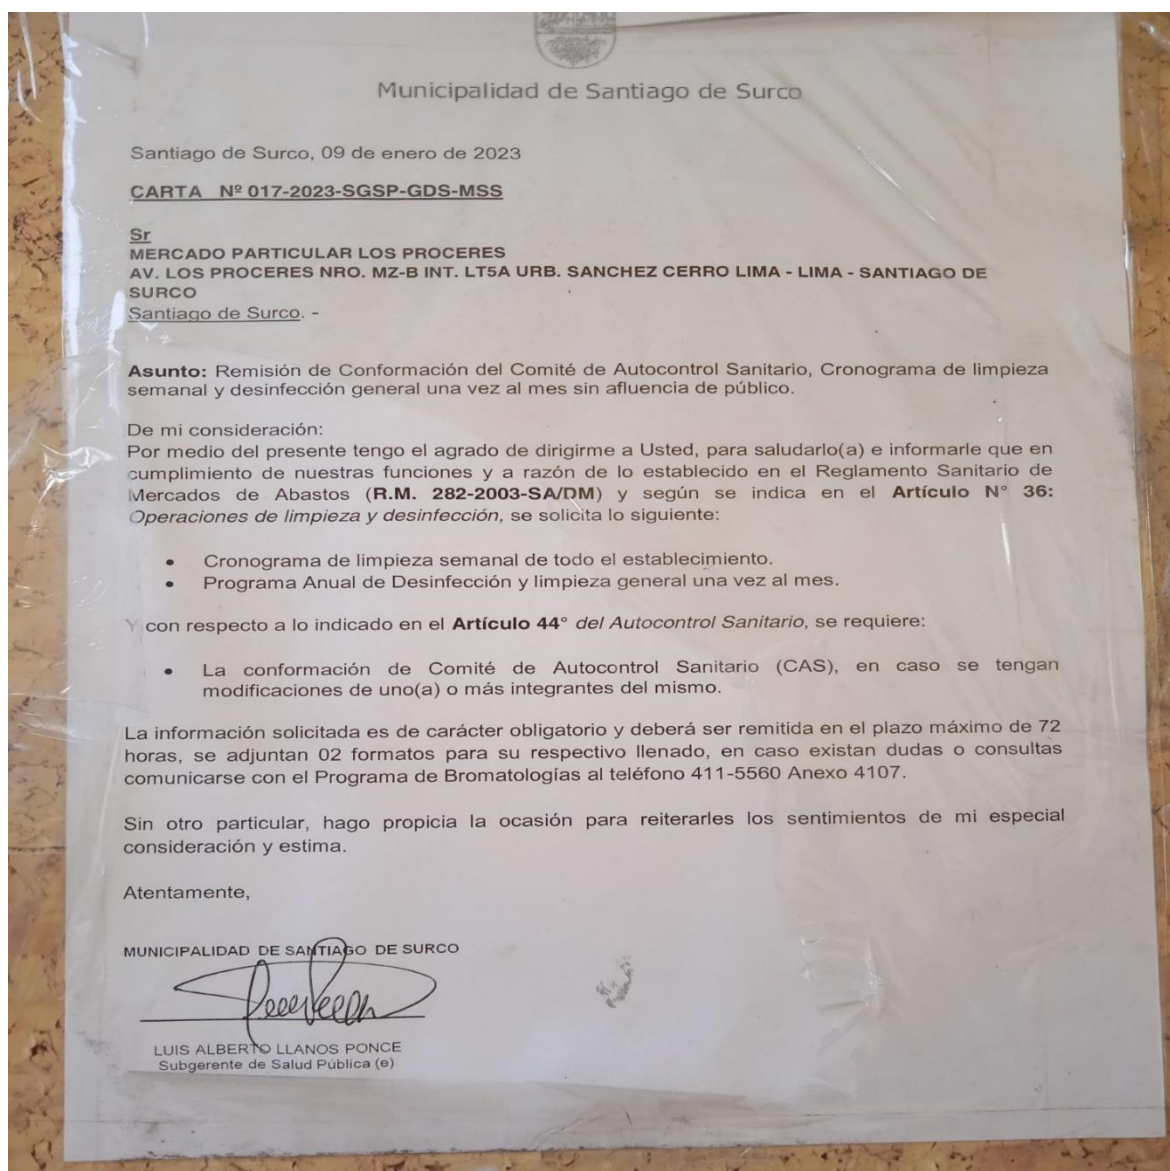 Municipalidad de Santiago de Surco
Santiago de Surco, 09 de enero de 2023
CARTA Nº 017-2023-SGSP-GDS-MSS
Sr
MERCADO PARTICULAR LOS PROCERES
AV. LOS PROCERES NRO. MZ-B INT. LT5A URB. SANCHEZ CERRO LIMA - LIMA - SANTIAGO DE
SURCO
Santiago de Surco. -
Asunto: Remisión de Conformación del Comité de Autocontrol Sanitario, Cronograma de limpieza
semanal y desinfección general una vez al mes sin afluencia de público.
De mi consideración:
Por medio del presente tengo el agrado de dirigirme a Usted, para saludarlo(a) e informarle que en
cumplimiento de nuestras funciones y a razón de lo establecido en el Reglamento Sanitario de
Mercados de Abastos (R.M. 282-2003-SA/DM) y según se indica en el Artículo N° 36:
Operaciones de limpieza y desinfección, se solicita lo siguiente:
• Cronograma de limpieza semanal de todo el establecimiento.
• Programa Anual de Desinfección y limpieza general una vez al mes.
Y con respecto a lo indicado en el Artículo 44° del Autocontrol Sanitario, se requiere:
• La conformación de Comité de Autocontrol Sanitario (CAS), en caso se tengan
modificaciones de uno(a) o más integrantes del mismo.
La información solicitada es de carácter obligatorio y deberá ser remitida en el plazo máximo de 72
horas, se adjuntan 02 formatos para su respectivo llenado, en caso existan dudas o consultas
comunicarse con el Programa de Bromatologías al teléfono 411-5560 Anexo 4107.
Sin otro particular, hago propicia la ocasión para reiterarles los sentimientos de mi especial
consideración y estima.
Atentamente,
MUNICIPALIDAD DE SANTIAGO DE SURCO
LUIS ALBERTO LLANOS PONCE
Subgerente de Salud Pública (e)